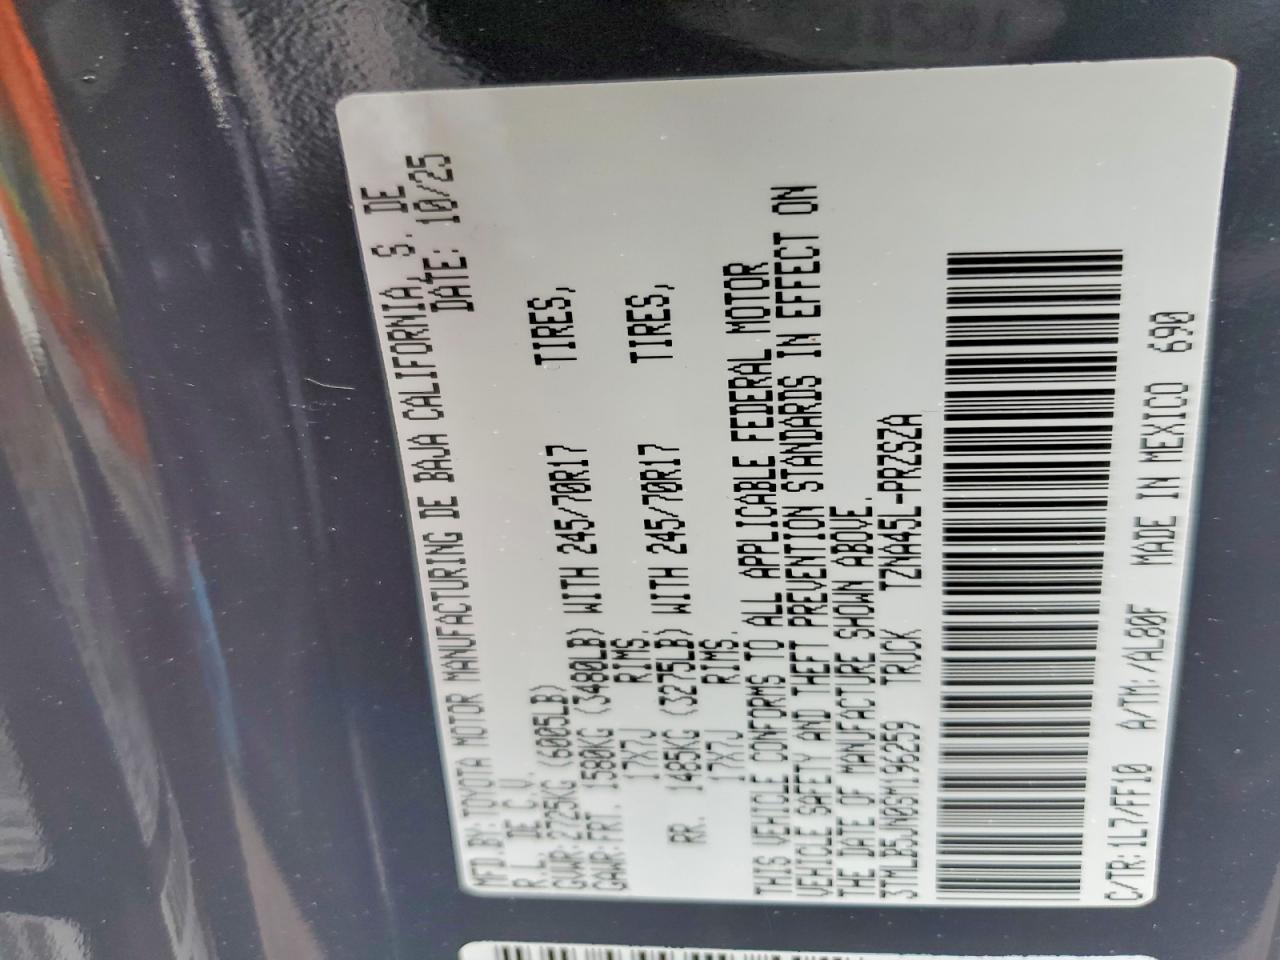 MFD.BY:TOYOTA MOTOR MANUFACTURING DE BAJA CALIFORNIA, S. DE
R.L. DE C.V. DATE: 10/25
GVWR:2725KG (6005LB)
GAWR:FRT. 1580KG (3480LB) WITH 245/70R17 TIRES,
17X7J RIMS.
RR. 1485KG (3275LB) WITH 245/70R17 TIRES,
17X7J RIMS.
THIS VEHICLE CONFORMS TO ALL APPLICABLE FEDERAL MOTOR
VEHICLE SAFETY AND THEFT PREVENTION STANDARDS IN EFFECT ON
THE DATE OF MANUFACTURE SHOWN ABOVE.
3TMLB5JN0SM196259 TRUCK TZNA45L-PRZSZA
C/TR:1L7/FF10 A/TM:/AL80F MADE IN MEXICO 690